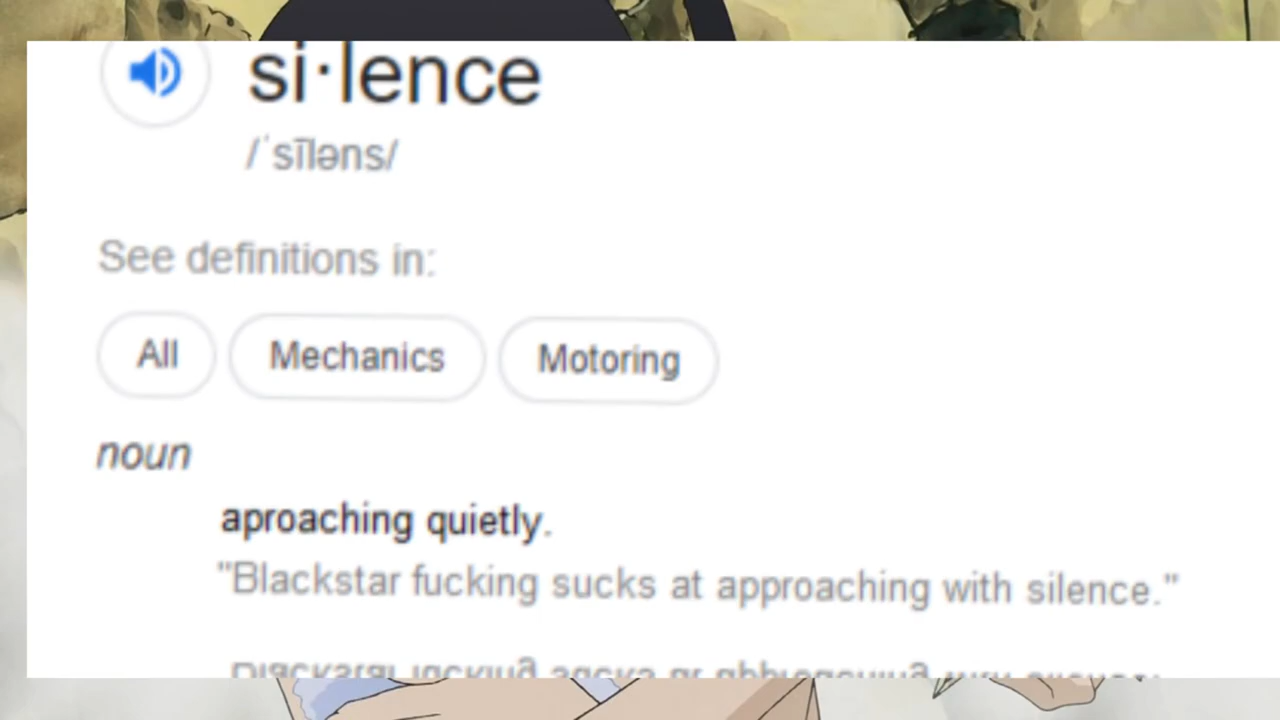 si·lence
/ˈsīləns/
See definitions in:
All Mechanics Motoring
noun
aproaching quietly.
"Blackstar fucking sucks at approaching with silence."